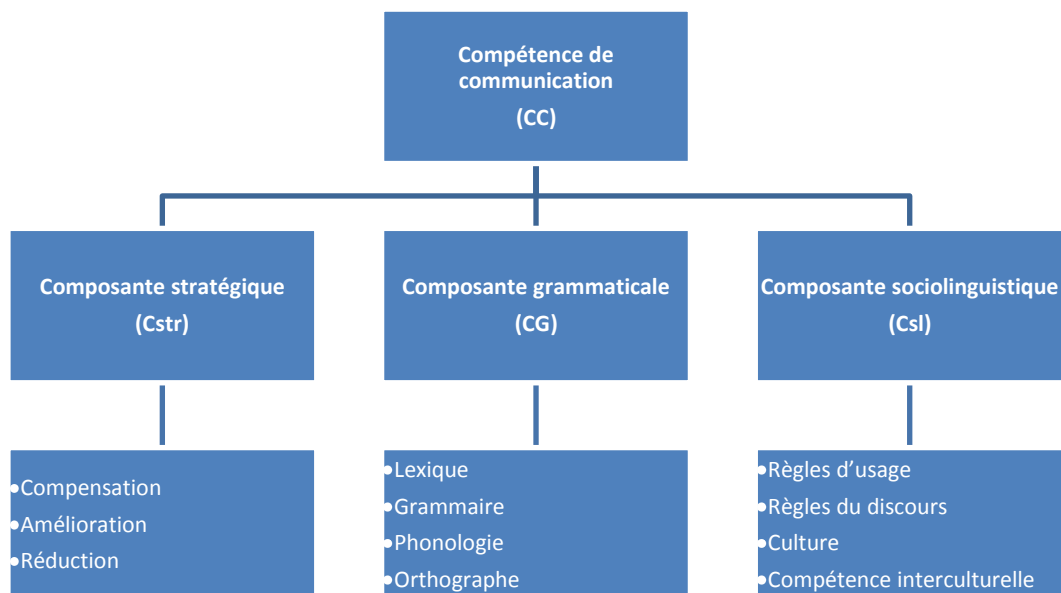 Compétence de
communication
(CC)
Composante stratégique
(Cstr)
Composante grammaticale
(CG)
Composante sociolinguistique
(Csl)
•Compensation
•Amélioration
•Réduction
•Lexique
•Grammaire
•Phonologie
•Orthographe
•Règles d’usage
•Règles du discours
•Culture
•Compétence interculturelle